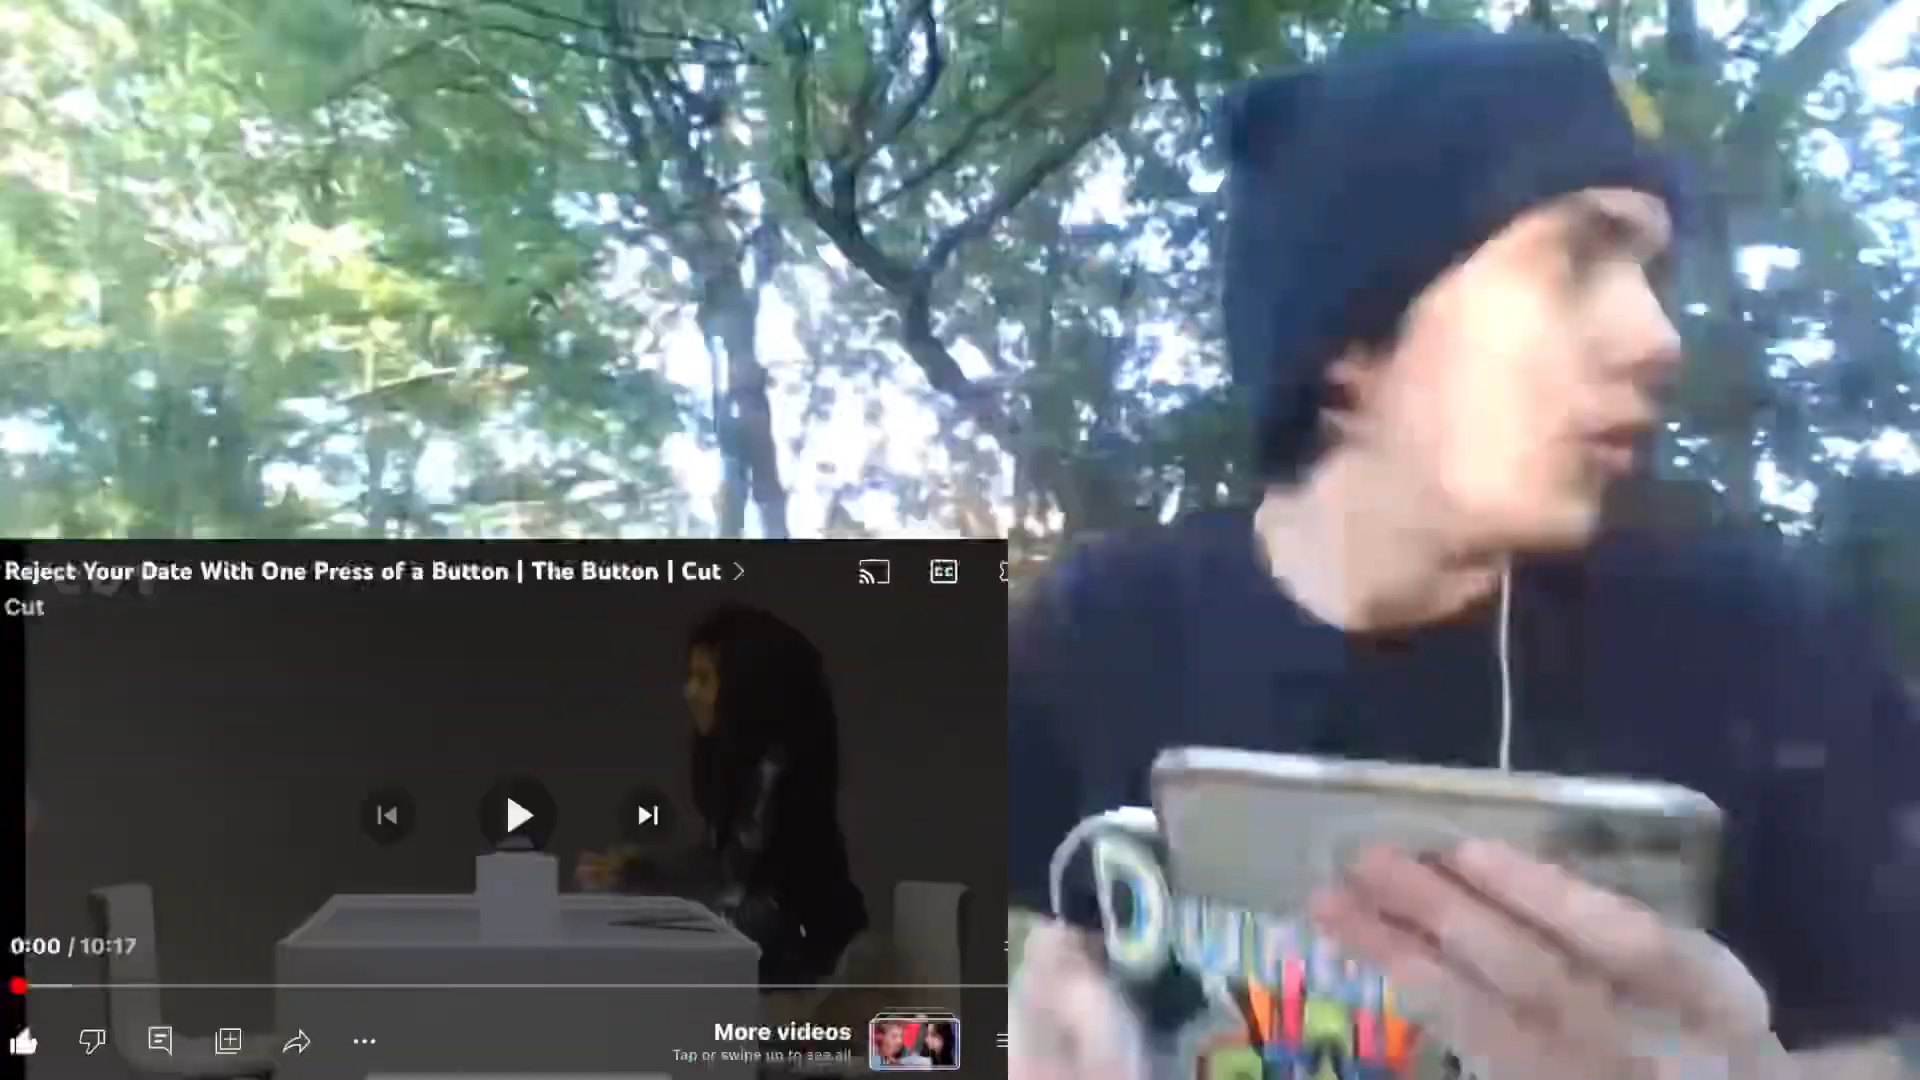 Reject Your Date With One Press of a Button | The Button | Cut
CC
Cut
0:00 / 10:17
More videos
Tap or swipe up to see all